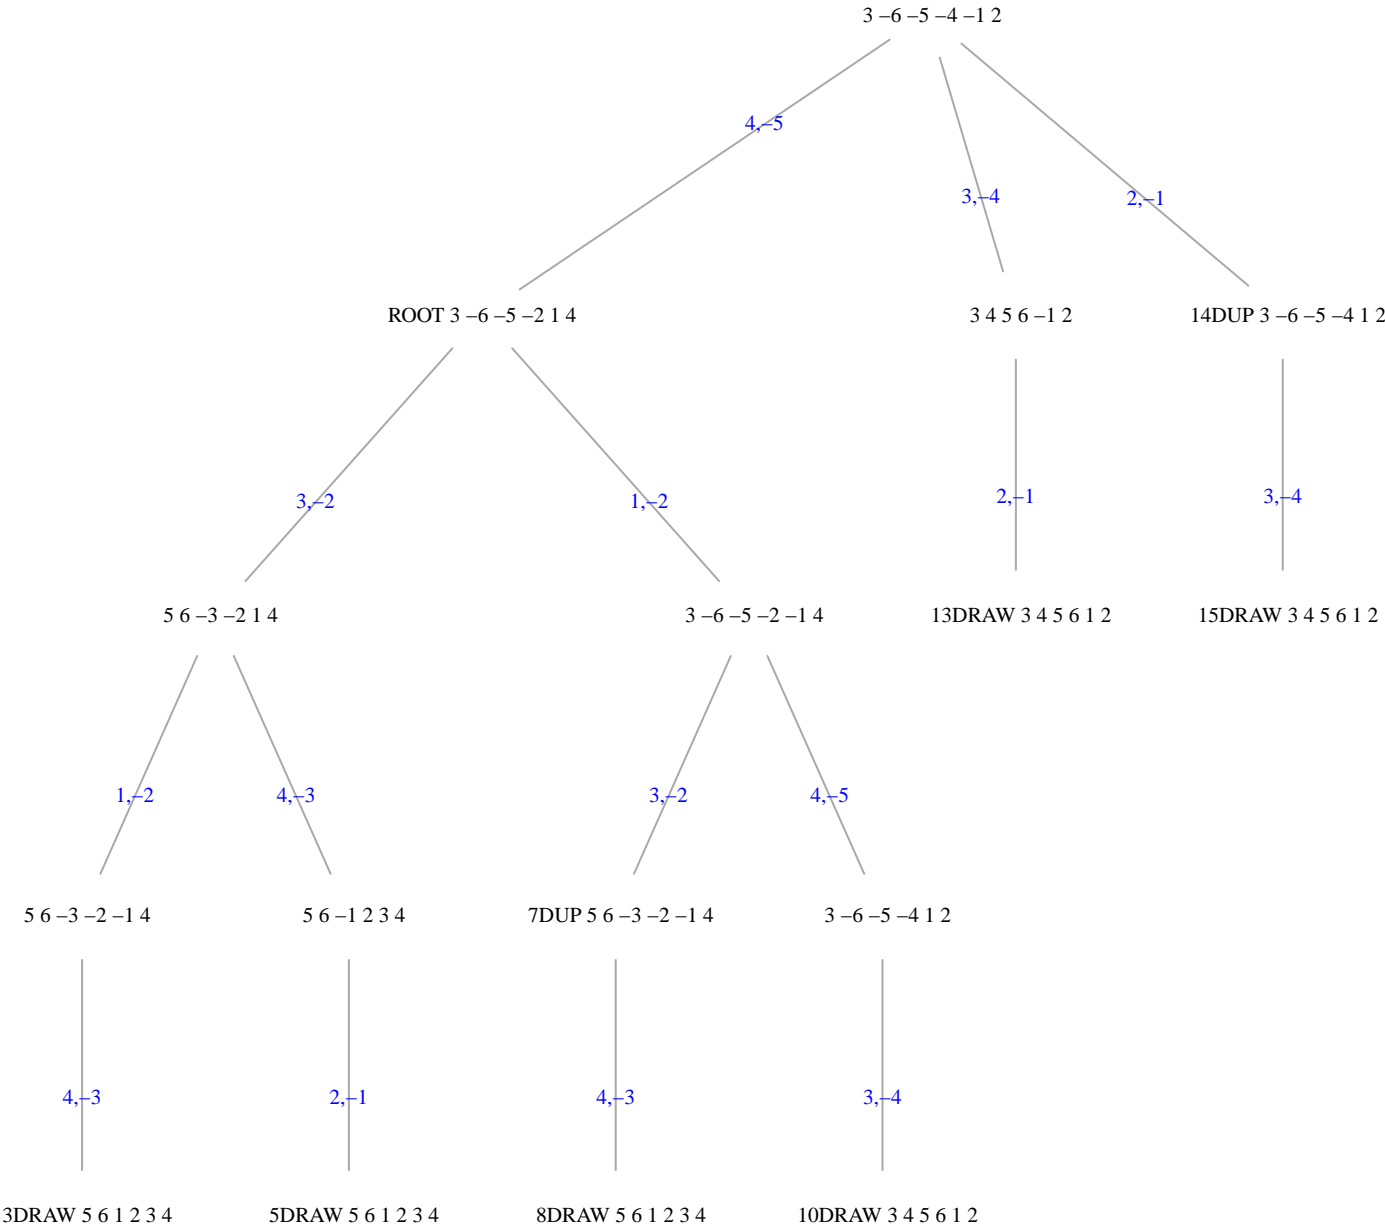 3 –6 –5 –4 –1 2
4,–5
3,–4
2,–1
ROOT 3 –6 –5 –2 1 4
3 4 5 6 –1 2
14DUP 3 –6 –5 –4 1 2
3,–2
1,–2
2,–1
3,–4
5 6 –3 –2 1 4
3 –6 –5 –2 –1 4
13DRAW 3 4 5 6 1 2
15DRAW 3 4 5 6 1 2
1,–2
4,–3
3,–2
4,–5
5 6 –3 –2 –1 4
5 6 –1 2 3 4
7DUP 5 6 –3 –2 –1 4
3 –6 –5 –4 1 2
4,–3
2,–1
4,–3
3,–4
3DRAW 5 6 1 2 3 4
5DRAW 5 6 1 2 3 4
8DRAW 5 6 1 2 3 4
10DRAW 3 4 5 6 1 2